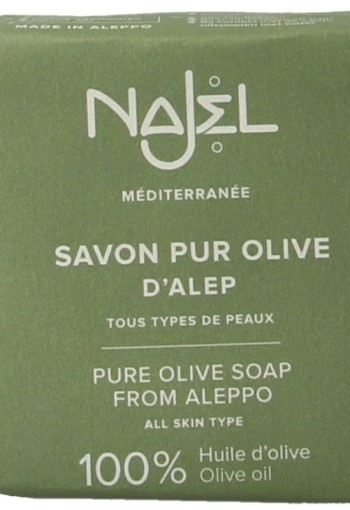 MADE IN ALEPPO
NAJEL
MÉDITERRANÉE
SAVON PUR OLIVE
D'ALEP
TOUS TYPES DE PEAUX
PURE OLIVE SOAP
FROM ALEPPO
ALL SKIN TYPE
100% Huile d'olive
Olive oil